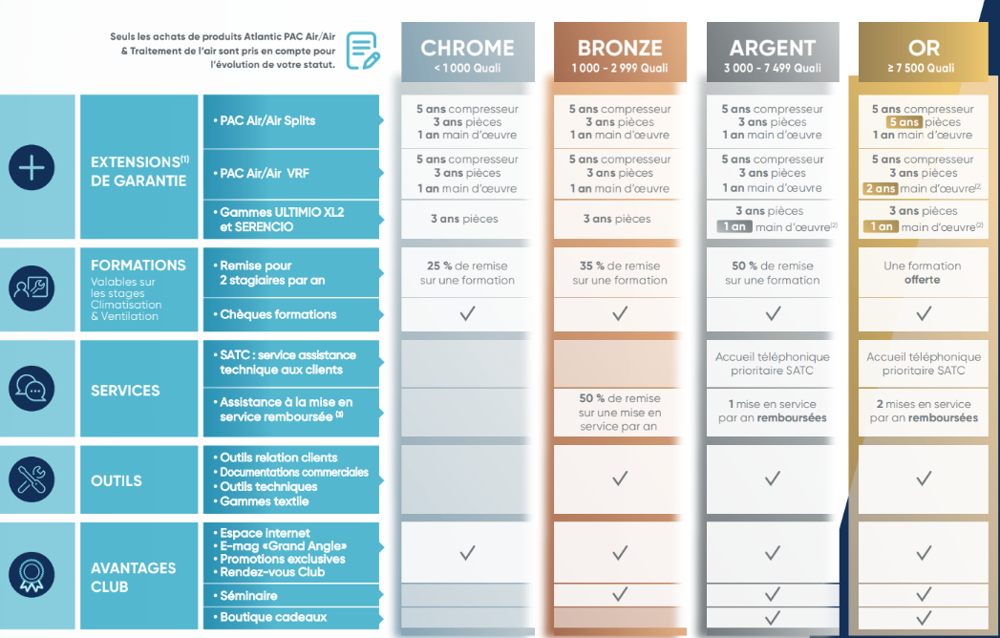 Seuls les achats de produits Atlantic PAC Air/Air
& Traitement de l'air sont pris en compte pour
l'évolution de votre statut.
CHROME
< 1 000 Quali
BRONZE
1 000 - 2 999 Quali
ARGENT
3 000 - 7 499 Quali
OR
≥ 7 500 Quali
EXTENSIONS(1)
DE GARANTIE
• PAC Air/Air Splits
5 ans compresseur
3 ans pièces
1 an main d'œuvre
5 ans compresseur
3 ans pièces
1 an main d'œuvre
5 ans compresseur
3 ans pièces
1 an main d'œuvre
5 ans compresseur
5 ans pièces
1 an main d'œuvre
• PAC Air/Air VRF
5 ans compresseur
3 ans pièces
1 an main d'œuvre
5 ans compresseur
3 ans pièces
1 an main d'œuvre
5 ans compresseur
3 ans pièces
1 an main d'œuvre
5 ans compresseur
3 ans pièces
2 ans main d'œuvre(2)
• Gammes ULTIMIO XL2
et SERENCIO
3 ans pièces
3 ans pièces
3 ans pièces
1 an main d'œuvre(2)
3 ans pièces
1 an main d'œuvre(2)
FORMATIONS
Valables sur
les stages
Climatisation
& Ventilation
• Remise pour
2 stagiaires par an
25 % de remise
sur une formation
35 % de remise
sur une formation
50 % de remise
sur une formation
Une formation
offerte
• Chèques formations
✓
✓
✓
✓
SERVICES
• SATC : service assistance
technique aux clients
Accueil téléphonique
prioritaire SATC
Accueil téléphonique
prioritaire SATC
• Assistance à la mise en
service remboursée (3)
50 % de remise
sur une mise en
service par an
1 mise en service
par an remboursées
2 mises en service
par an remboursées
OUTILS
• Outils relation clients
• Documentations commerciales
• Outils techniques
• Gammes textile
✓
✓
✓
AVANTAGES
CLUB
• Espace internet
• E-mag «Grand Angle»
• Promotions exclusives
• Rendez-vous Club
✓
✓
✓
✓
• Séminaire
✓
✓
✓
• Boutique cadeaux
✓
✓